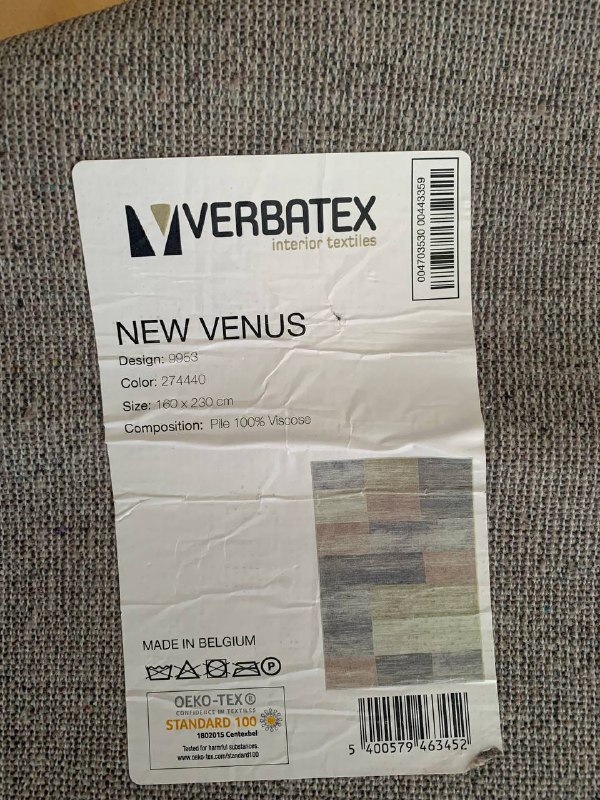 VERBATEX
interior textiles
004703530 00443359
NEW VENUS
Design: 9953
Color: 274440
Size: 160 x 230 cm
Composition: Pile 100% Viscose
MADE IN BELGIUM
P
OEKO-TEX®
CONFIDENCE IN TEXTILES
STANDARD 100
1802015 Centexbel
Tested for harmful substances.
www.oeko-tex.com/standard100
5 400579 463452